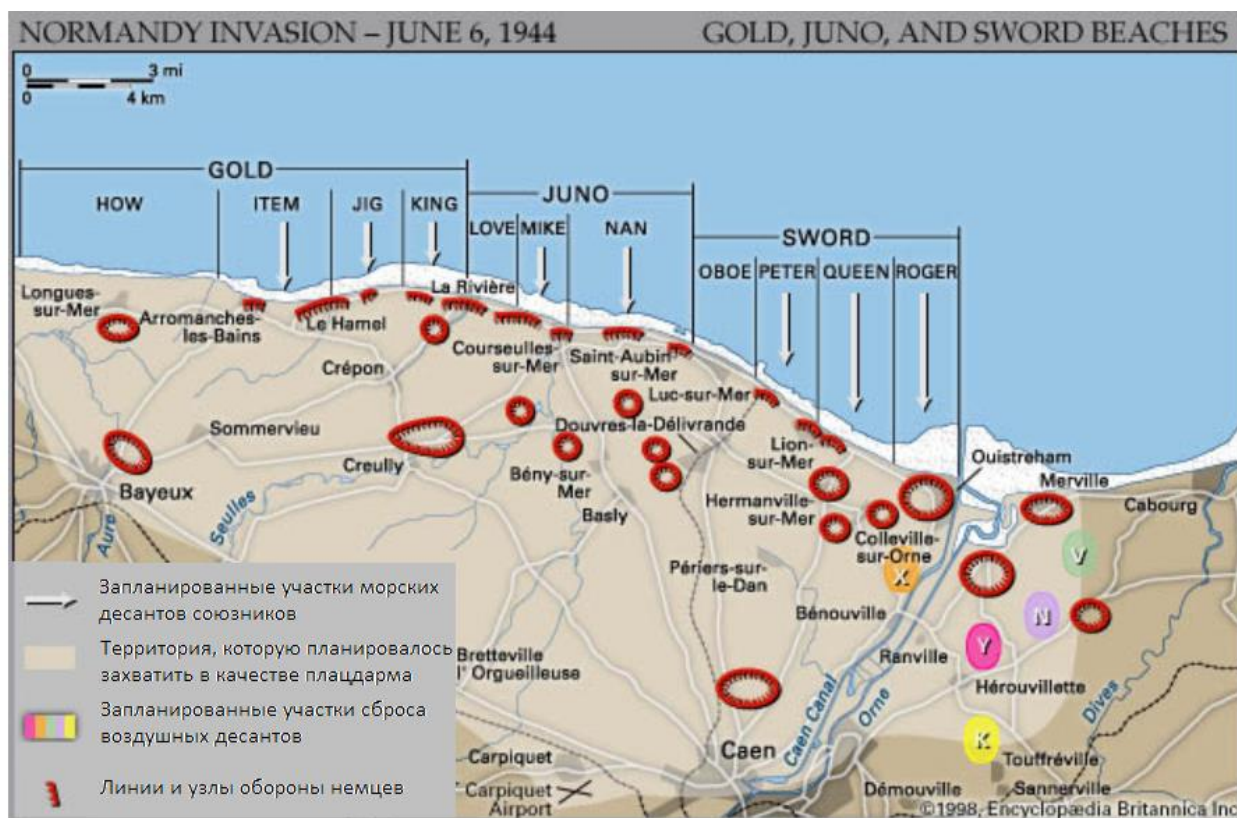 NORMANDY INVASION – JUNE 6, 1944
GOLD, JUNO, AND SWORD BEACHES
0 3 mi
0 4 km
GOLD
JUNO
SWORD
HOW
ITEM
JIG
KING
LOVE
MIKE
NAN
OBOE
PETER
QUEEN
ROGER
Longues-
sur-Mer
Arromanches-
les-Bains
Le Hamel
La Rivière
Crépon
Courseulles-
sur-Mer
Saint-Aubin-
sur-Mer
Luc-sur-Mer
Sommervieu
Creully
Douvres-la-Délivrande
Lion-
sur-Mer
Ouistreham
Merville
Cabourg
Bayeux
Bény-sur-
Mer
Basly
Hermanville-
sur-Mer
Colleville-
sur-Orne
Aure
Seulles
Périers-sur-
le-Dan
X
V
N
Y
K
Bénouville
Ranville
Hérouvillette
Bretteville
l' Orgueilleuse
Caen Canal
Orne
Dives
Caen
Carpiquet
Carpiquet
Airport
Touffréville
Démouville
Sannerville
Запланированные участки морских
десантов союзников
Территория, которую планировалось
захватить в качестве плацдарма
Запланированные участки сброса
воздушных десантов
Линии и узлы обороны немцев
©1998, Encyclopædia Britannica Inc